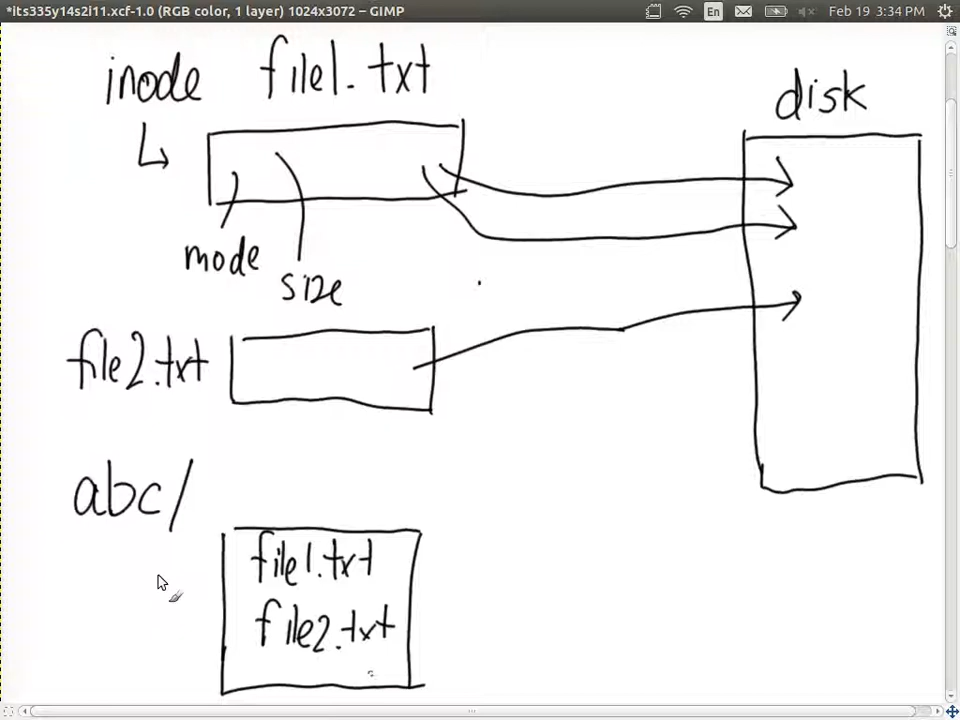 *its335y14s2i11.xcf-1.0 (RGB color, 1 layer) 1024x3072 – GIMP
En
Feb 19 3:34 PM
inode file1.txt
disk
mode
size
file2.txt
abc/
file1.txt
file2.txt